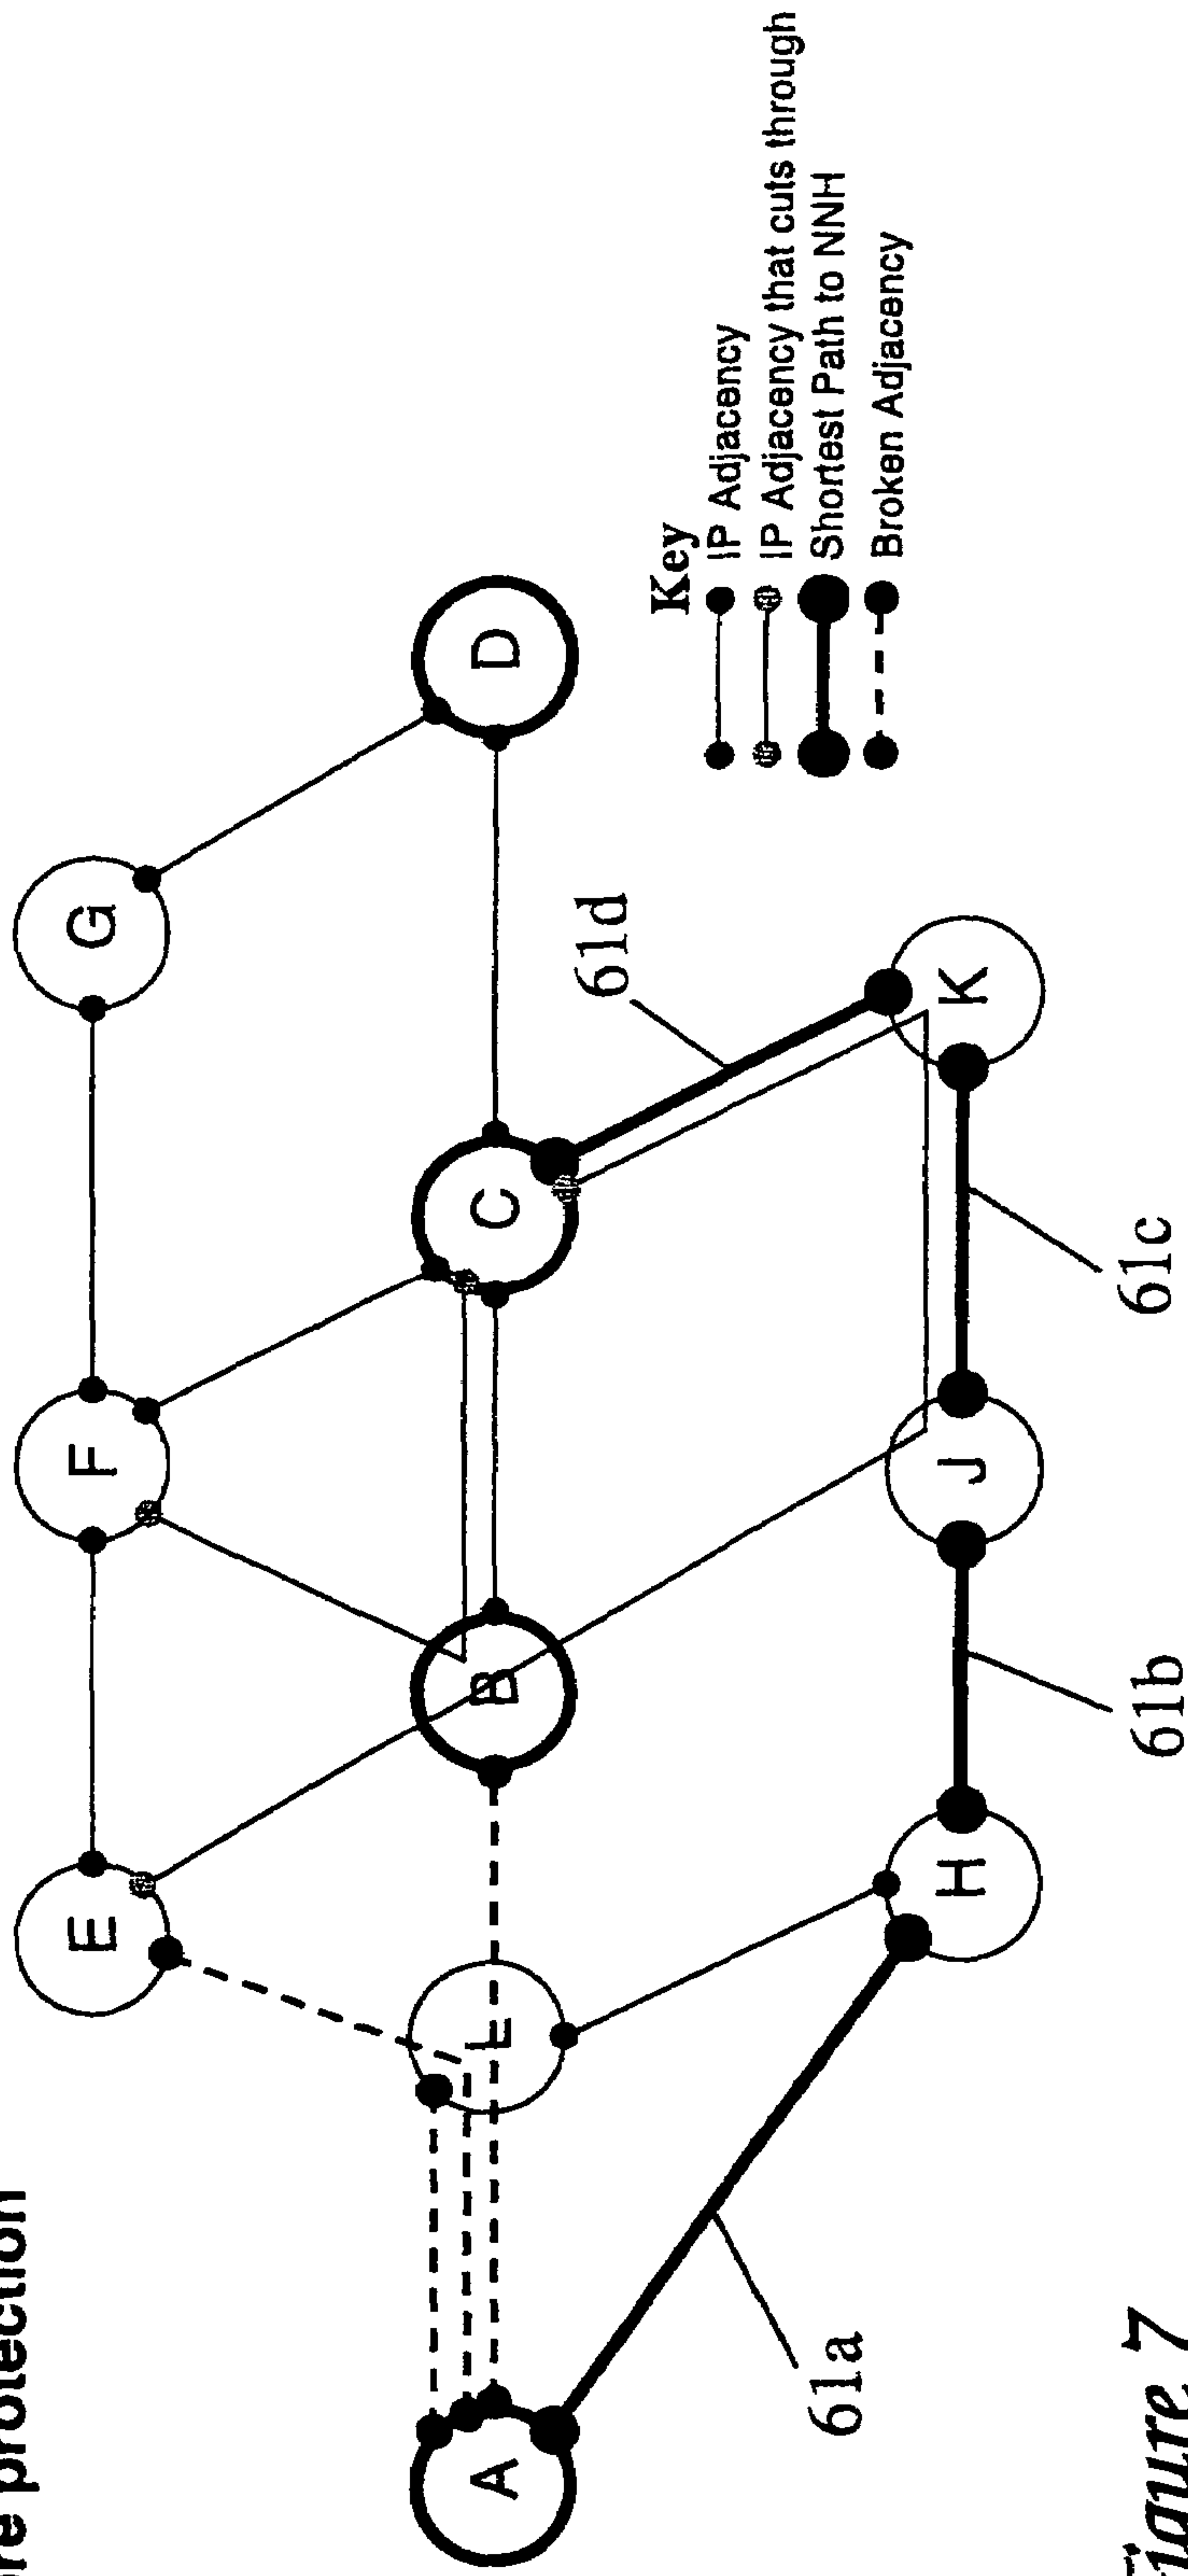 re protection
E
F
G
A
L
B
C
D
61d
Key
IP Adjacency
IP Adjacency that cuts through
Shortest Path to NNH
Broken Adjacency
61a
H
J
K
61b
61c
Figure 7